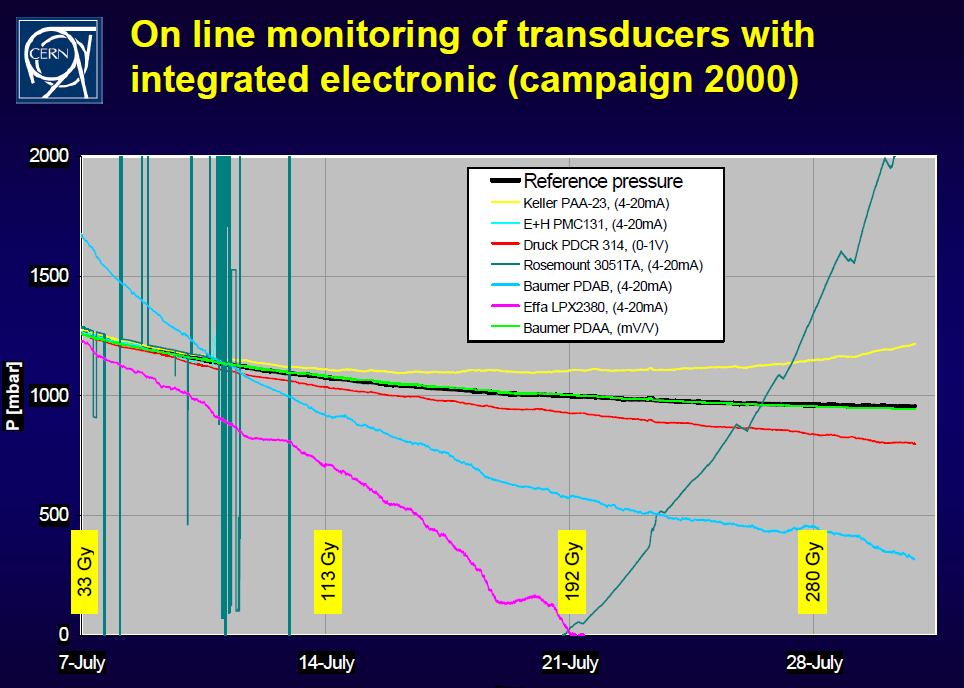 CERN
On line monitoring of transducers with
integrated electronic (campaign 2000)
2000
1500
1000
500
0
P [mbar]
Reference pressure
Keller PAA-23, (4-20mA)
E+H PMC131, (4-20mA)
Druck PDCR 314, (0-1V)
Rosemount 3051TA, (4-20mA)
Baumer PDAB, (4-20mA)
Effa LPX2380, (4-20mA)
Baumer PDAA, (mV/V)
33 Gy
113 Gy
192 Gy
280 Gy
7-July
14-July
21-July
28-July